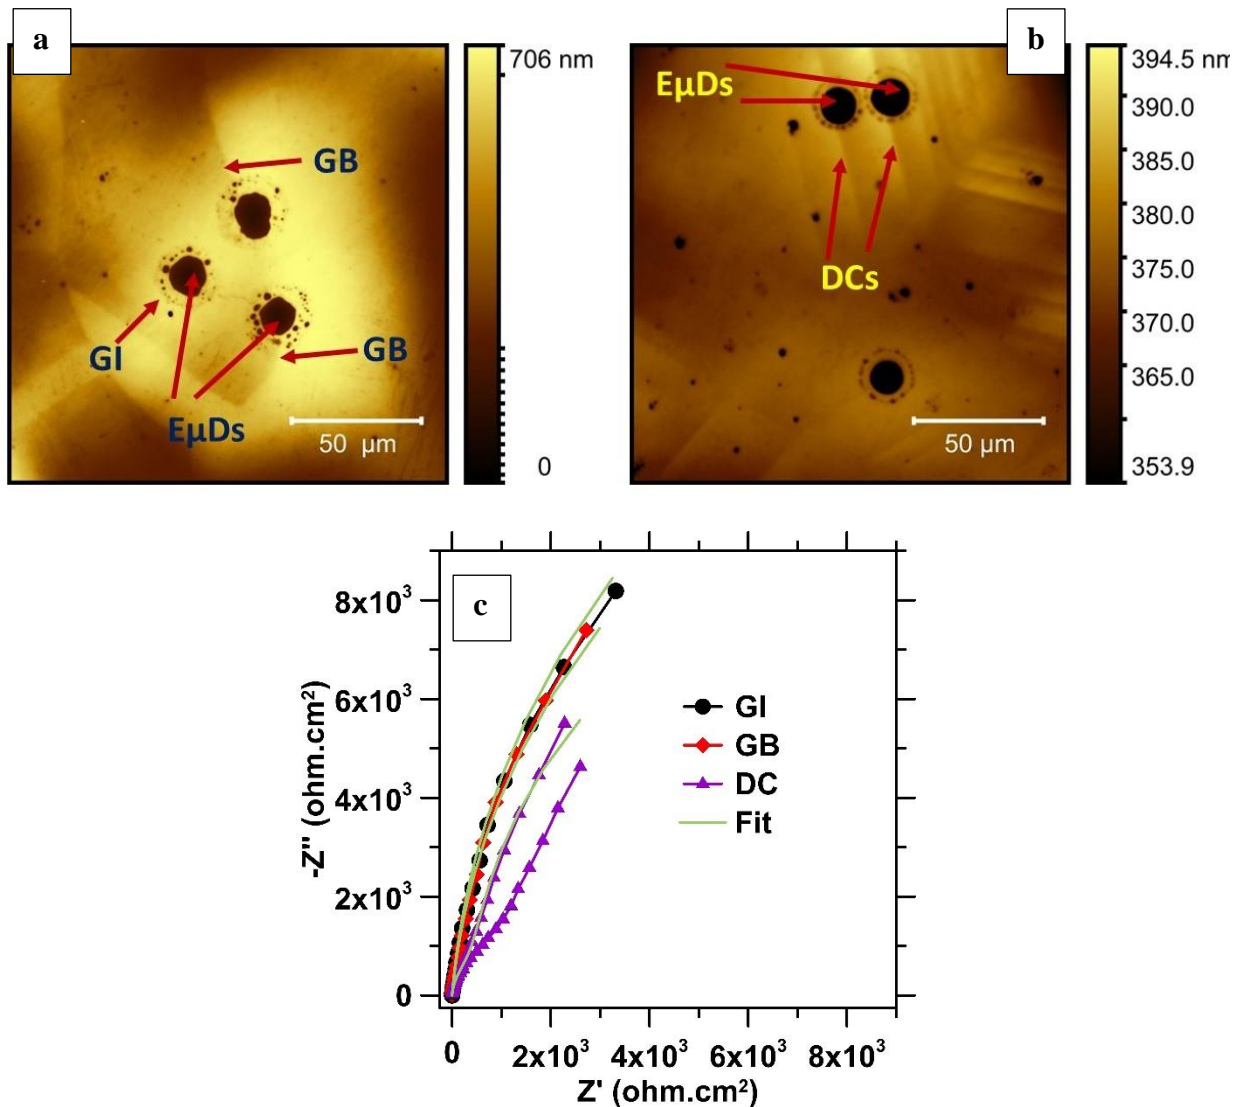 a
706 nm
GB
GI
GB
EµDs
50 µm
0
b
394.5 nm
EµDs
390.0
385.0
380.0
DCs
375.0
370.0
365.0
50 µm
353.9
c
8x10³
6x10³
4x10³
2x10³
0
-Z'' (ohm.cm²)
GI
GB
DC
Fit
0 2x10³ 4x10³ 6x10³ 8x10³
Z' (ohm.cm²)